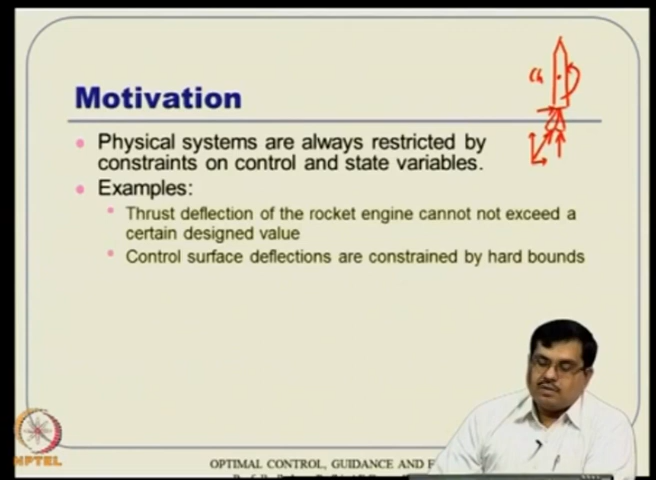 Motivation
Physical systems are always restricted by
constraints on control and state variables.
Examples:
Thrust deflection of the rocket engine cannot not exceed a
certain designed value
Control surface deflections are constrained by hard bounds
NPTEL
OPTIMAL CONTROL, GUIDANCE AND